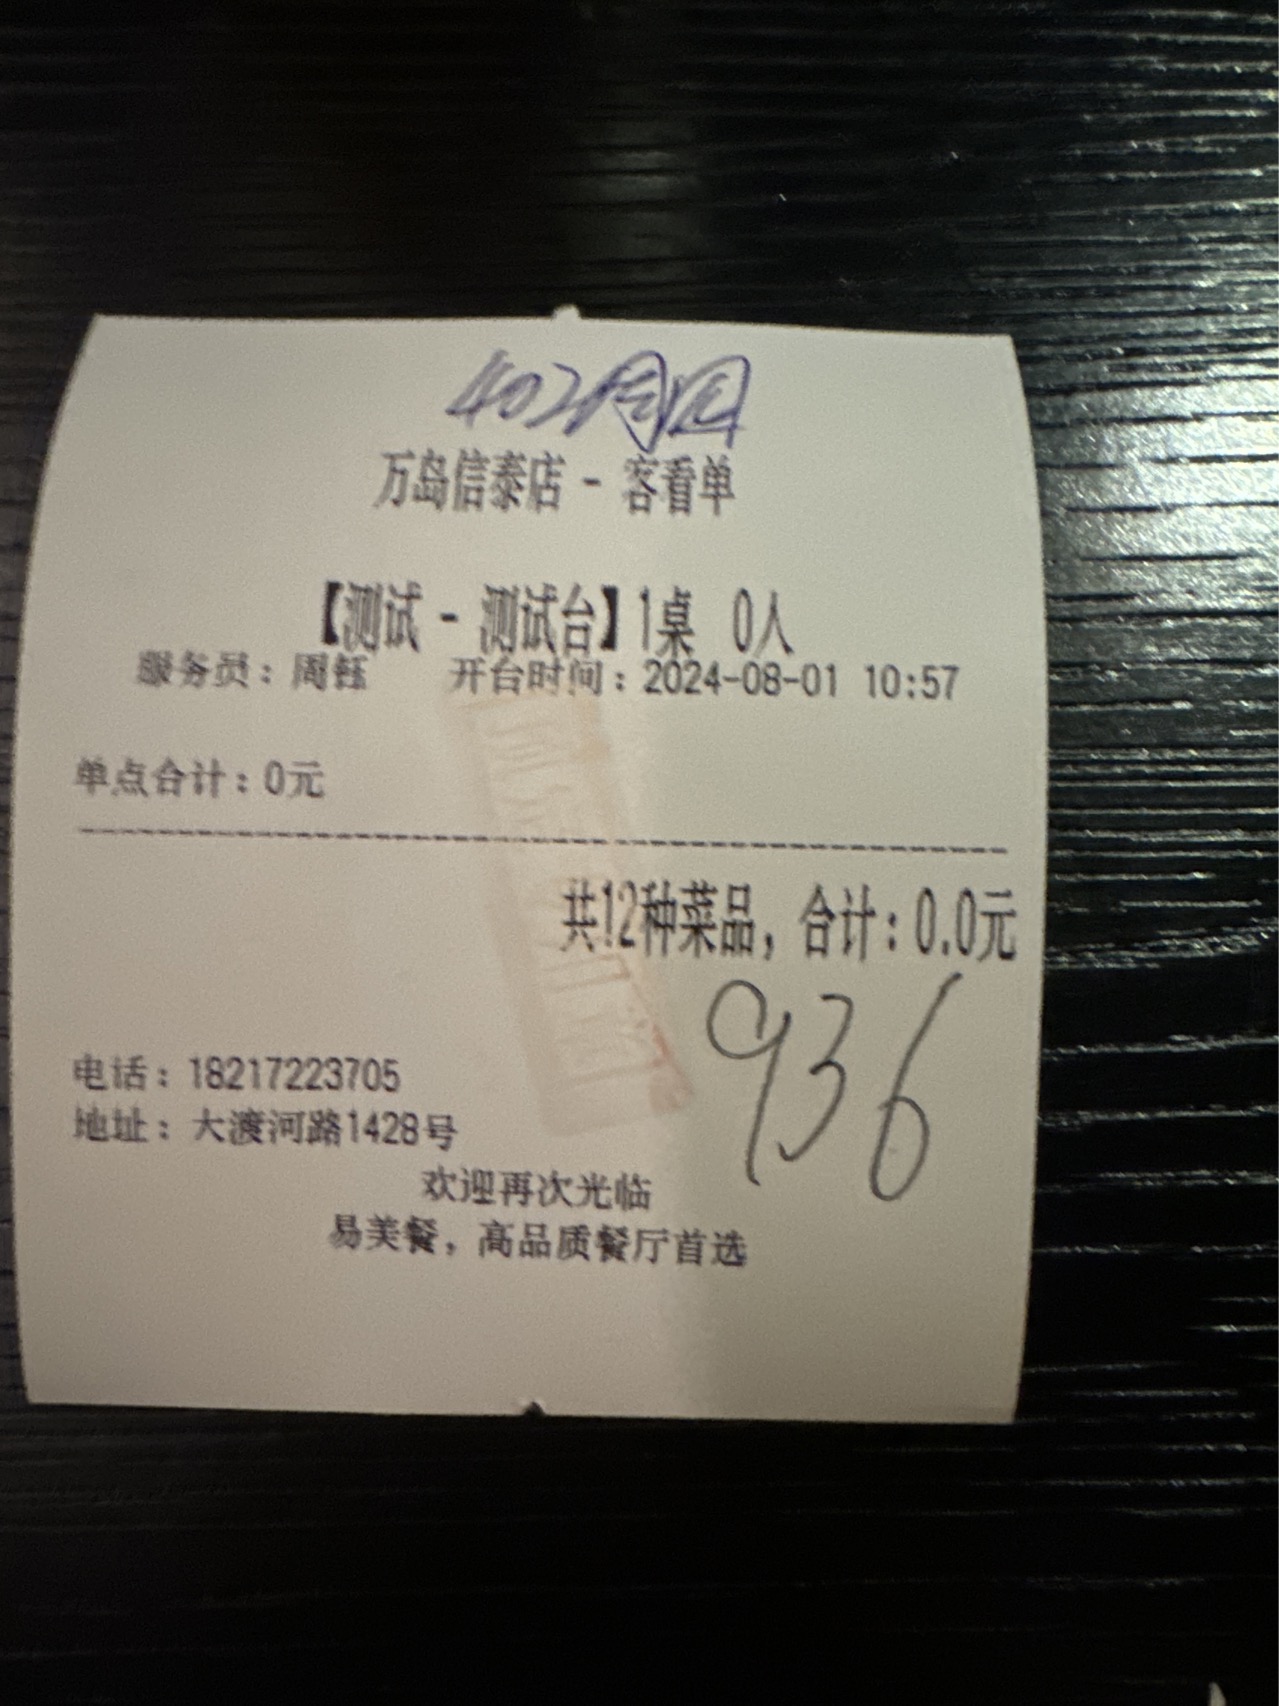 402周圆
万岛信泰店 - 客看单
【测试 - 测试台】1桌 0人
服务员：周钰 开台时间：2024-08-01 10:57
单点合计：0元
共12种菜品，合计：0.0元
936
电话：18217223705
地址：大渡河路1428号
欢迎再次光临
易美餐，高品质餐厅首选